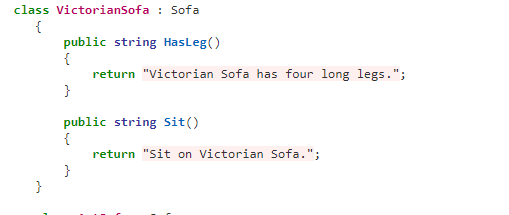 class VictorianSofa : Sofa
{
public string HasLeg()
{
return "Victorian Sofa has four long legs.";
}
public string Sit()
{
return "Sit on Victorian Sofa.";
}
}